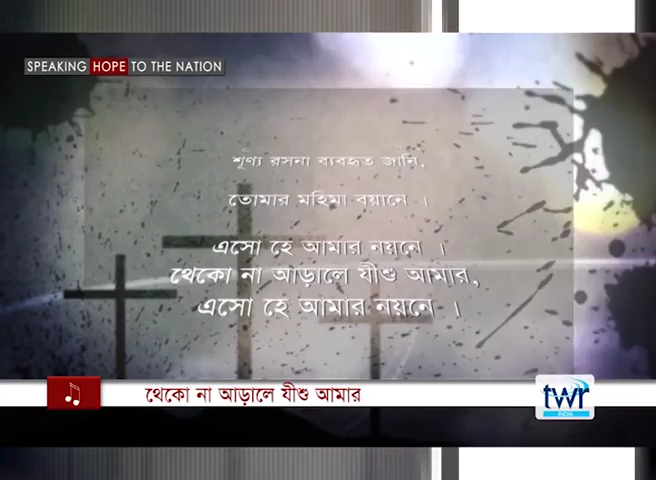 SPEAKING HOPE TO THE NATION
শূণ্য রসনা ব্যবহৃত জানি,
তোমার মহিমা বয়ানে ।
এসো হে আমার নয়নে ।
থেকো না আড়ালে যীশু আমার,
এসো হে আমার নয়নে ।
থেকো না আড়ালে যীশু আমার
twr
INDIA